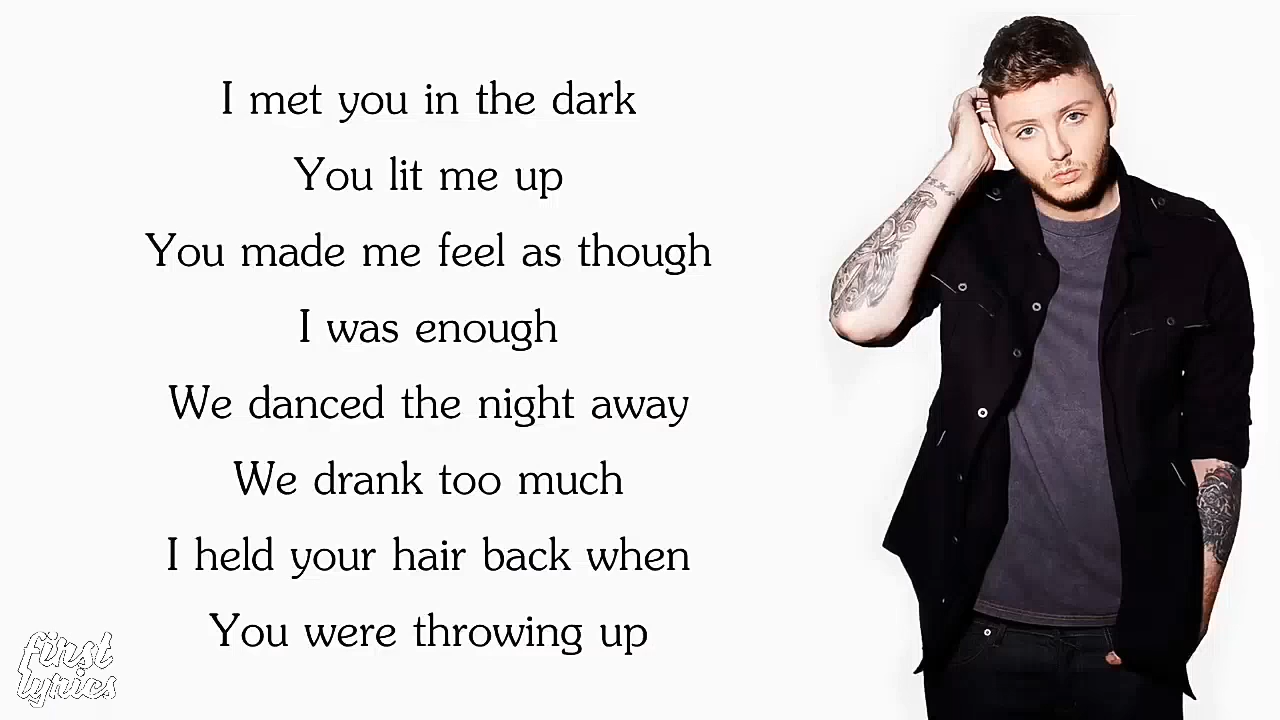 I met you in the dark
You lit me up
You made me feel as though
I was enough
We danced the night away
We drank too much
I held your hair back when
You were throwing up
first
lyrics